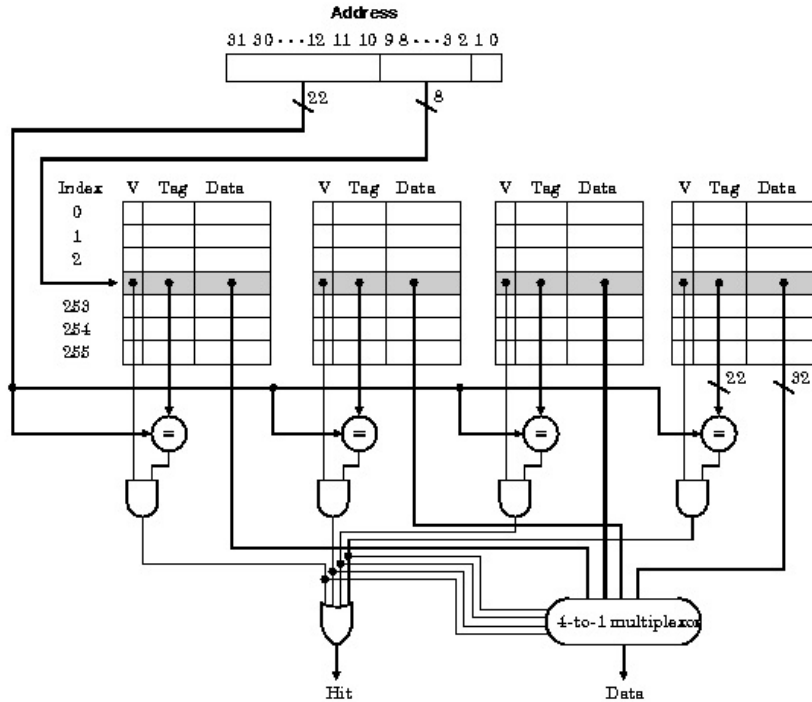 Address
31 30 · · · 12 11 10 9 8 · · · 3 2 1 0
22
8
Index V Tag Data V Tag Data V Tag Data V Tag Data
0
1
2
253
254
255
22
32
= = = =
4-to-1 multiplexor
Hit
Data